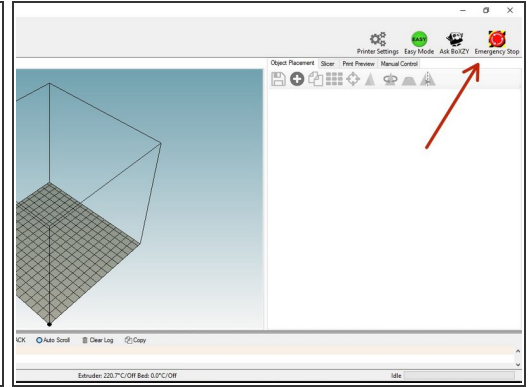 EASY
Printer Settings Easy Mode Ask BoXZY Emergency Stop
Object Placement Slicer Print Preview Manual Control
ACK Auto Scroll Clear Log Copy
Extruder: 220.7°C/Off Bed: 0.0°C/Off Idle